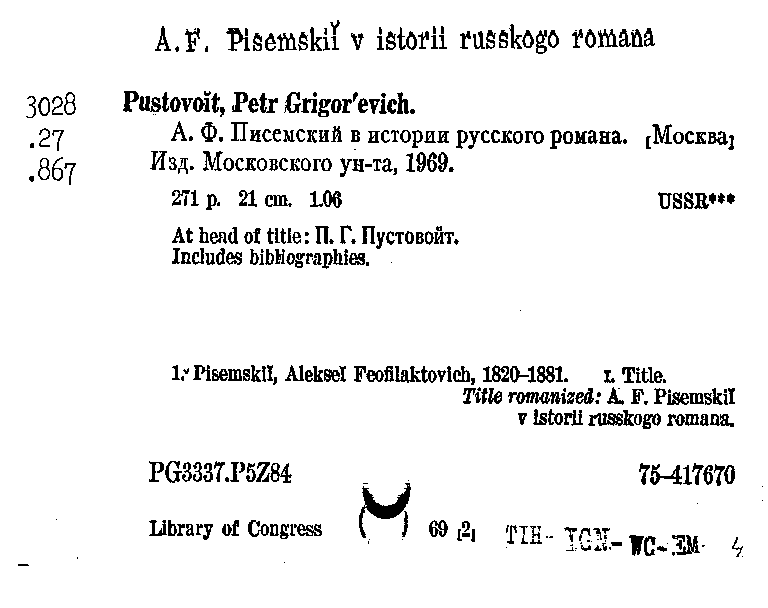 A.F. Pisemskiĭ v istorii russkogo romana
3028 Pustovoĭt, Petr Grigor'evich.
.27 А. Ф. Писемский в истории русского романа. [Москва]
.867 Изд. Московского ун-та, 1969.
271 p. 21 cm. 1.06 USSR***
At head of title: П. Г. Пустовойт.
Includes bibliographies.
1. Pisemskiĭ, Alekseĭ Feofilaktovich, 1820–1881. I. Title.
Title romanized: A. F. Pisemskiĭ
v istorii russkogo romana.
PG3337.P5Z84 75-417670
Library of Congress 69 [2] TIH- IGN- WC- EM- 4